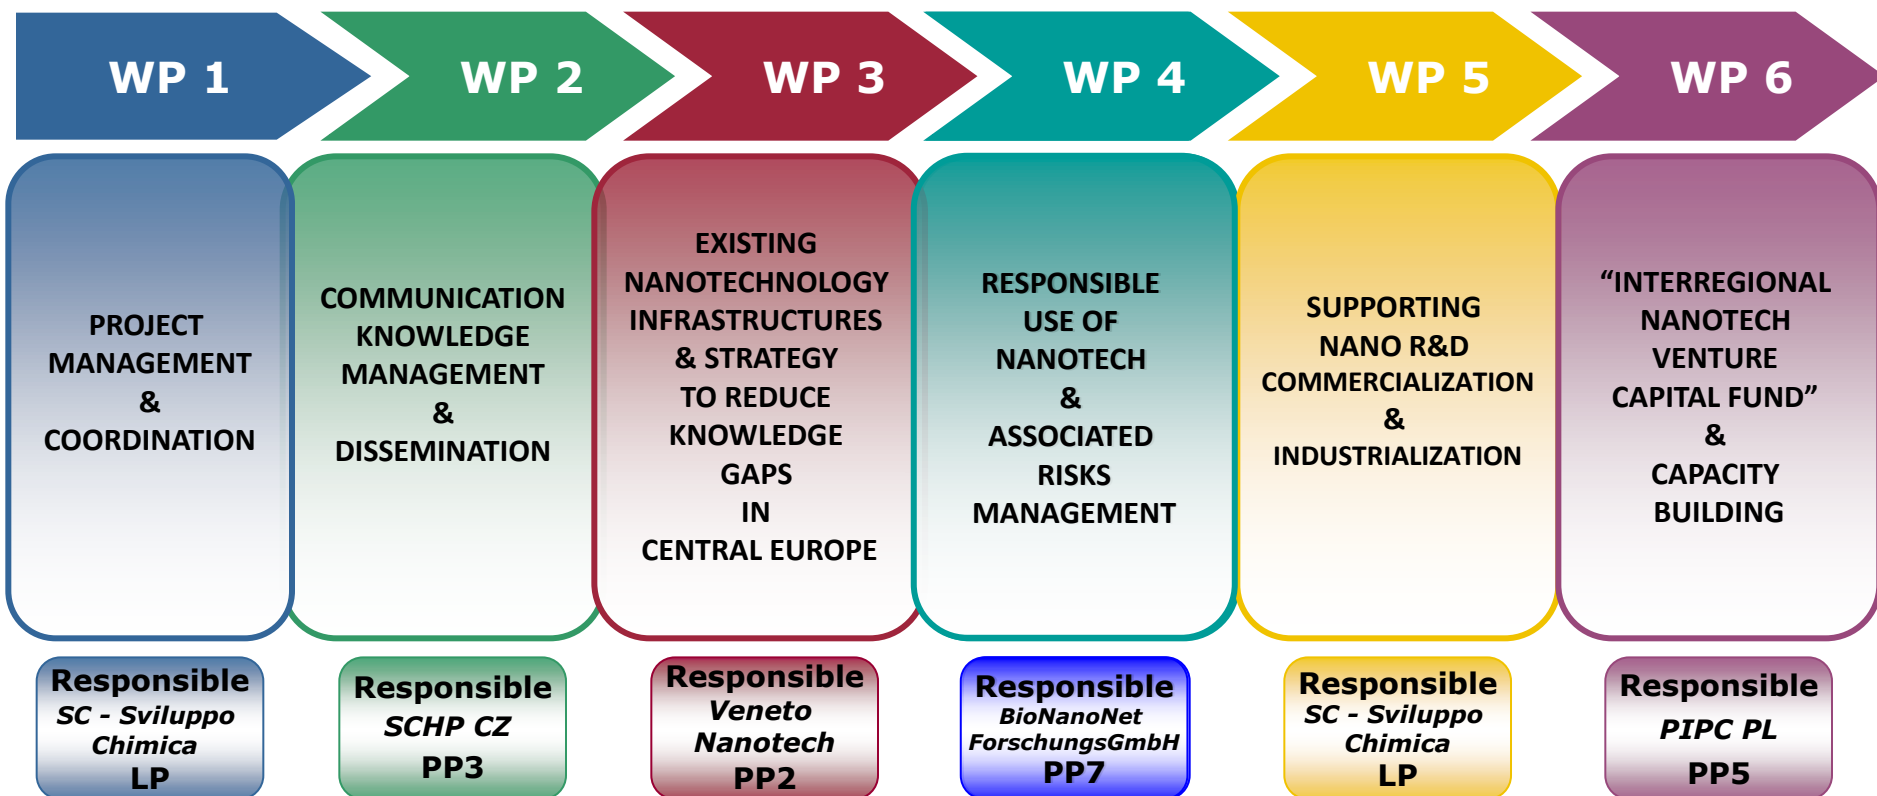 WP 1
WP 2
WP 3
WP 4
WP 5
WP 6
PROJECT
MANAGEMENT
&
COORDINATION
COMMUNICATION
KNOWLEDGE
MANAGEMENT
&
DISSEMINATION
EXISTING
NANOTECHNOLOGY
INFRASTRUCTURES
& STRATEGY
TO REDUCE
KNOWLEDGE
GAPS
IN
CENTRAL EUROPE
RESPONSIBLE
USE OF
NANOTECH
&
ASSOCIATED
RISKS
MANAGEMENT
SUPPORTING
NANO R&D
COMMERCIALIZATION
&
INDUSTRIALIZATION
“INTERREGIONAL
NANOTECH
VENTURE
CAPITAL FUND”
&
CAPACITY
BUILDING
Responsible
SC - Sviluppo
Chimica
LP
Responsible
SCHP CZ
PP3
Responsible
Veneto
Nanotech
PP2
Responsible
BioNanoNet
ForschungsGmbH
PP7
Responsible
SC - Sviluppo
Chimica
LP
Responsible
PIPC PL
PP5